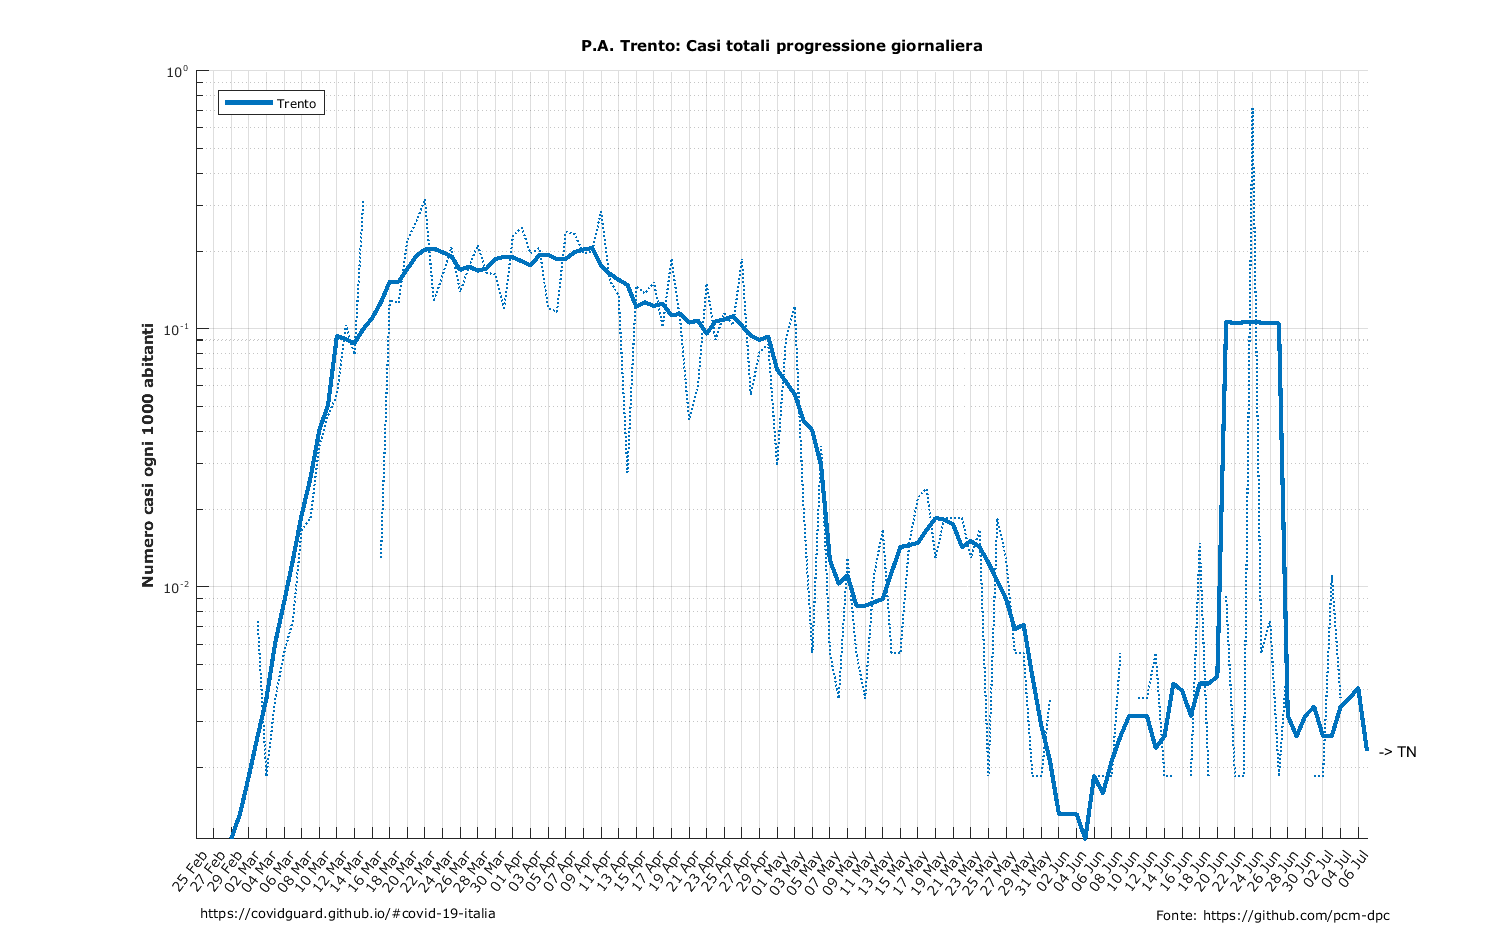 P.A. Trento: Casi totali progressione giornaliera
10⁰
Trento
10⁻¹
10⁻²
Numero casi ogni 1000 abitanti
-> TN
25 Feb
27 Feb
29 Feb
02 Mar
04 Mar
06 Mar
08 Mar
10 Mar
12 Mar
14 Mar
16 Mar
18 Mar
20 Mar
22 Mar
24 Mar
26 Mar
28 Mar
30 Mar
01 Apr
03 Apr
05 Apr
07 Apr
09 Apr
11 Apr
13 Apr
15 Apr
17 Apr
19 Apr
21 Apr
23 Apr
25 Apr
27 Apr
29 Apr
01 May
03 May
05 May
07 May
09 May
11 May
13 May
15 May
17 May
19 May
21 May
23 May
25 May
27 May
29 May
31 May
02 Jun
04 Jun
06 Jun
08 Jun
10 Jun
12 Jun
14 Jun
16 Jun
18 Jun
20 Jun
22 Jun
24 Jun
26 Jun
28 Jun
30 Jun
02 Jul
04 Jul
06 Jul
https://covidguard.github.io/#covid-19-italia
Fonte: https://github.com/pcm-dpc